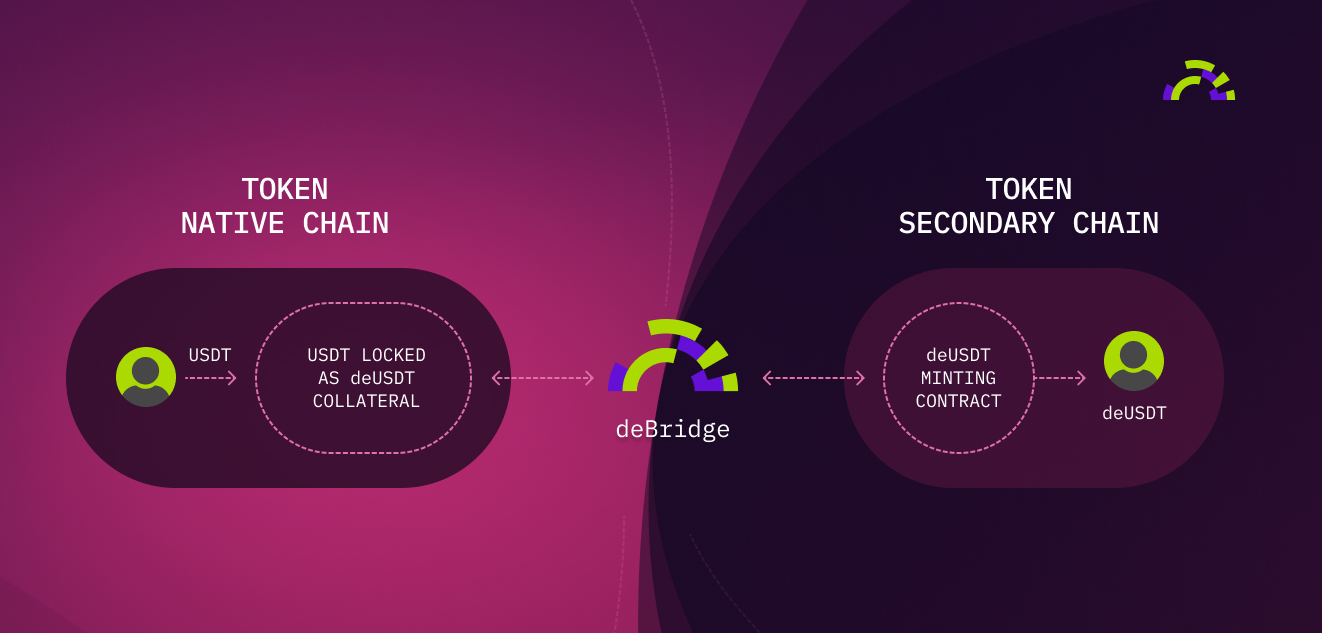 TOKEN
NATIVE CHAIN
USDT
USDT LOCKED
AS deUSDT
COLLATERAL
deBridge
TOKEN
SECONDARY CHAIN
deUSDT
MINTING
CONTRACT
deUSDT